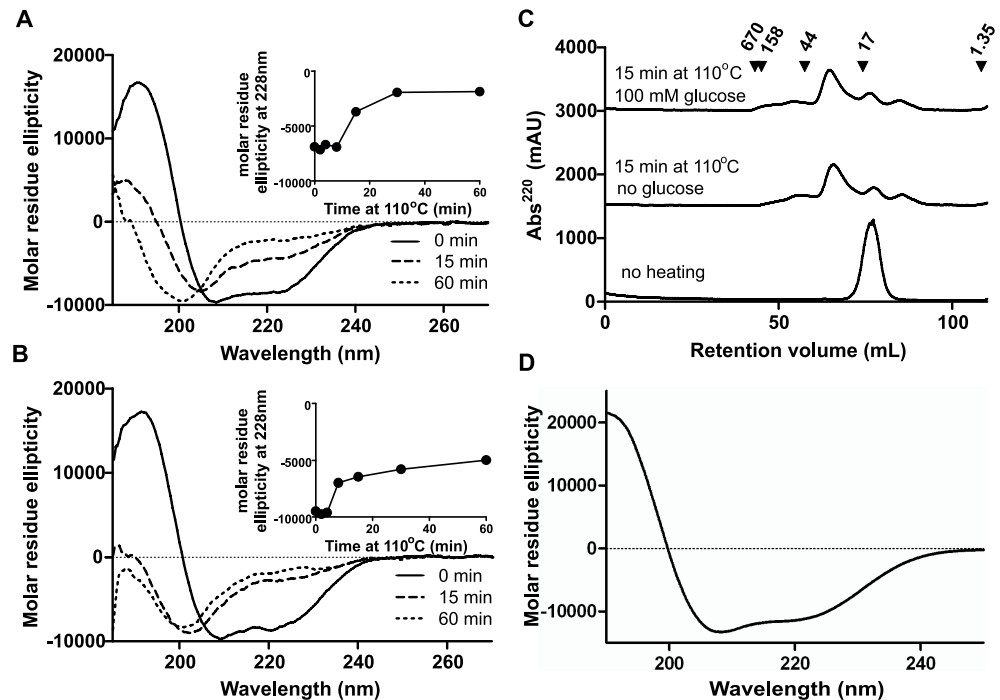 A
20000
10000
0
-10000
200
220
240
260
Molar residue ellipticity
Wavelength (nm)
0 min
15 min
60 min
molar residue
ellipticity at 228nm
0
-5000
-10000
0
20
40
60
Time at 110°C (min)
B
20000
10000
0
-10000
200
220
240
260
Molar residue ellipticity
Wavelength (nm)
0 min
15 min
60 min
molar residue
ellipticity at 228nm
0
-5000
-10000
0
20
40
60
Time at 110°C (min)
C
670
158
44
17
1.35
4000
3000
2000
1000
0
Abs220 (mAU)
15 min at 110°C
100 mM glucose
15 min at 110°C
no glucose
no heating
0
50
100
Retention volume (mL)
D
20000
10000
0
-10000
200
220
240
Molar residue ellipticity
Wavelength (nm)